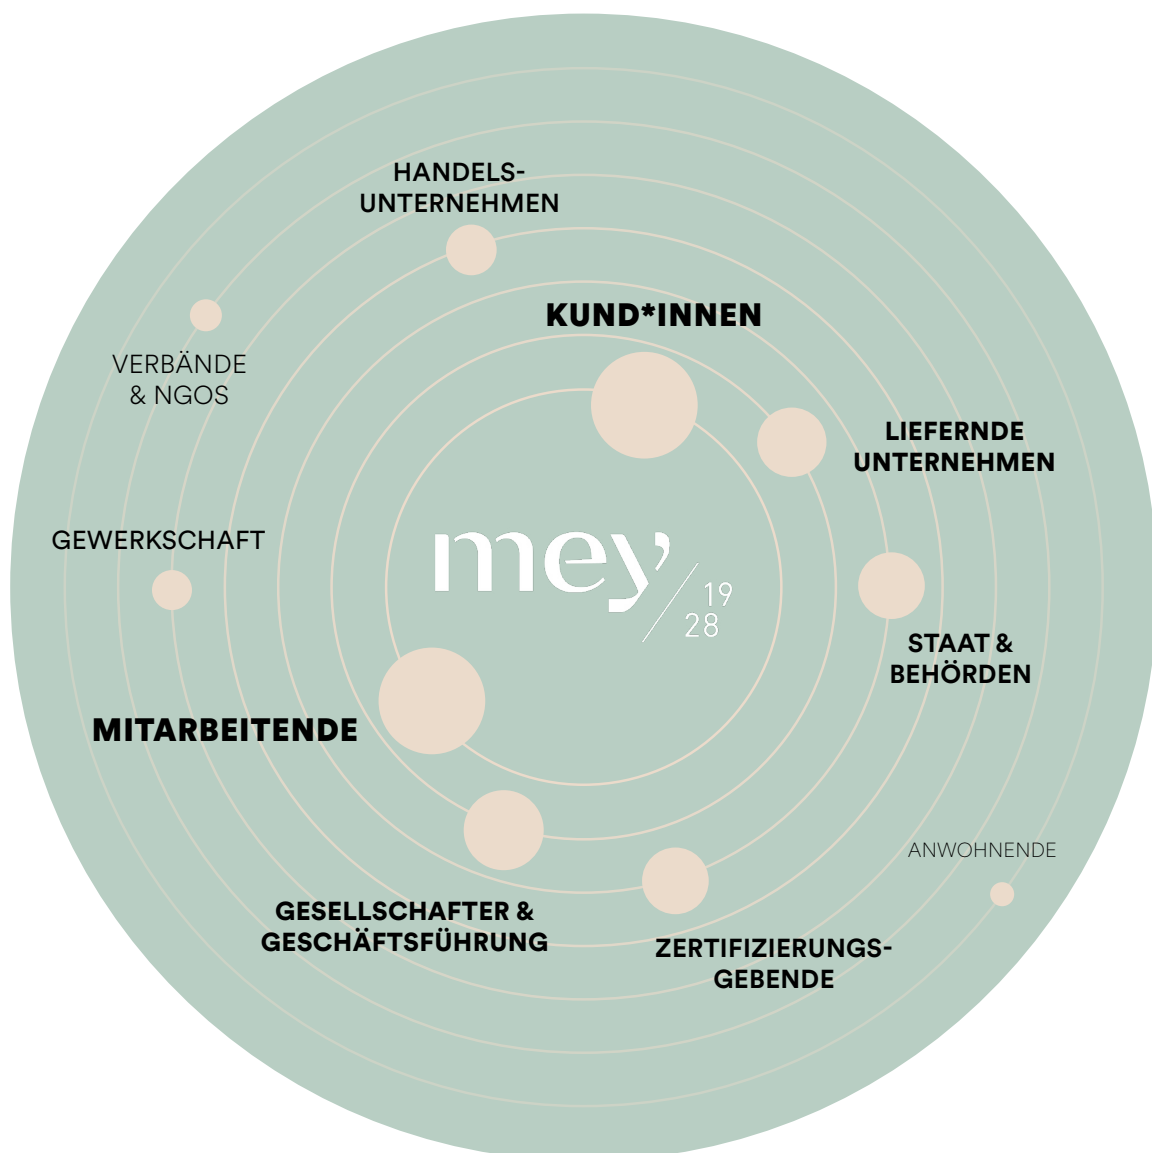 HANDELS-
UNTERNEHMEN
KUND*INNEN
VERBÄNDE
& NGOS
LIEFERNDE
UNTERNEHMEN
GEWERKSCHAFT
mey/19
28
STAAT &
BEHÖRDEN
MITARBEITENDE
ANWOHNENDE
GESELLSCHAFTER &
GESCHÄFTSFÜHRUNG
ZERTIFIZIERUNGS-
GEBENDE